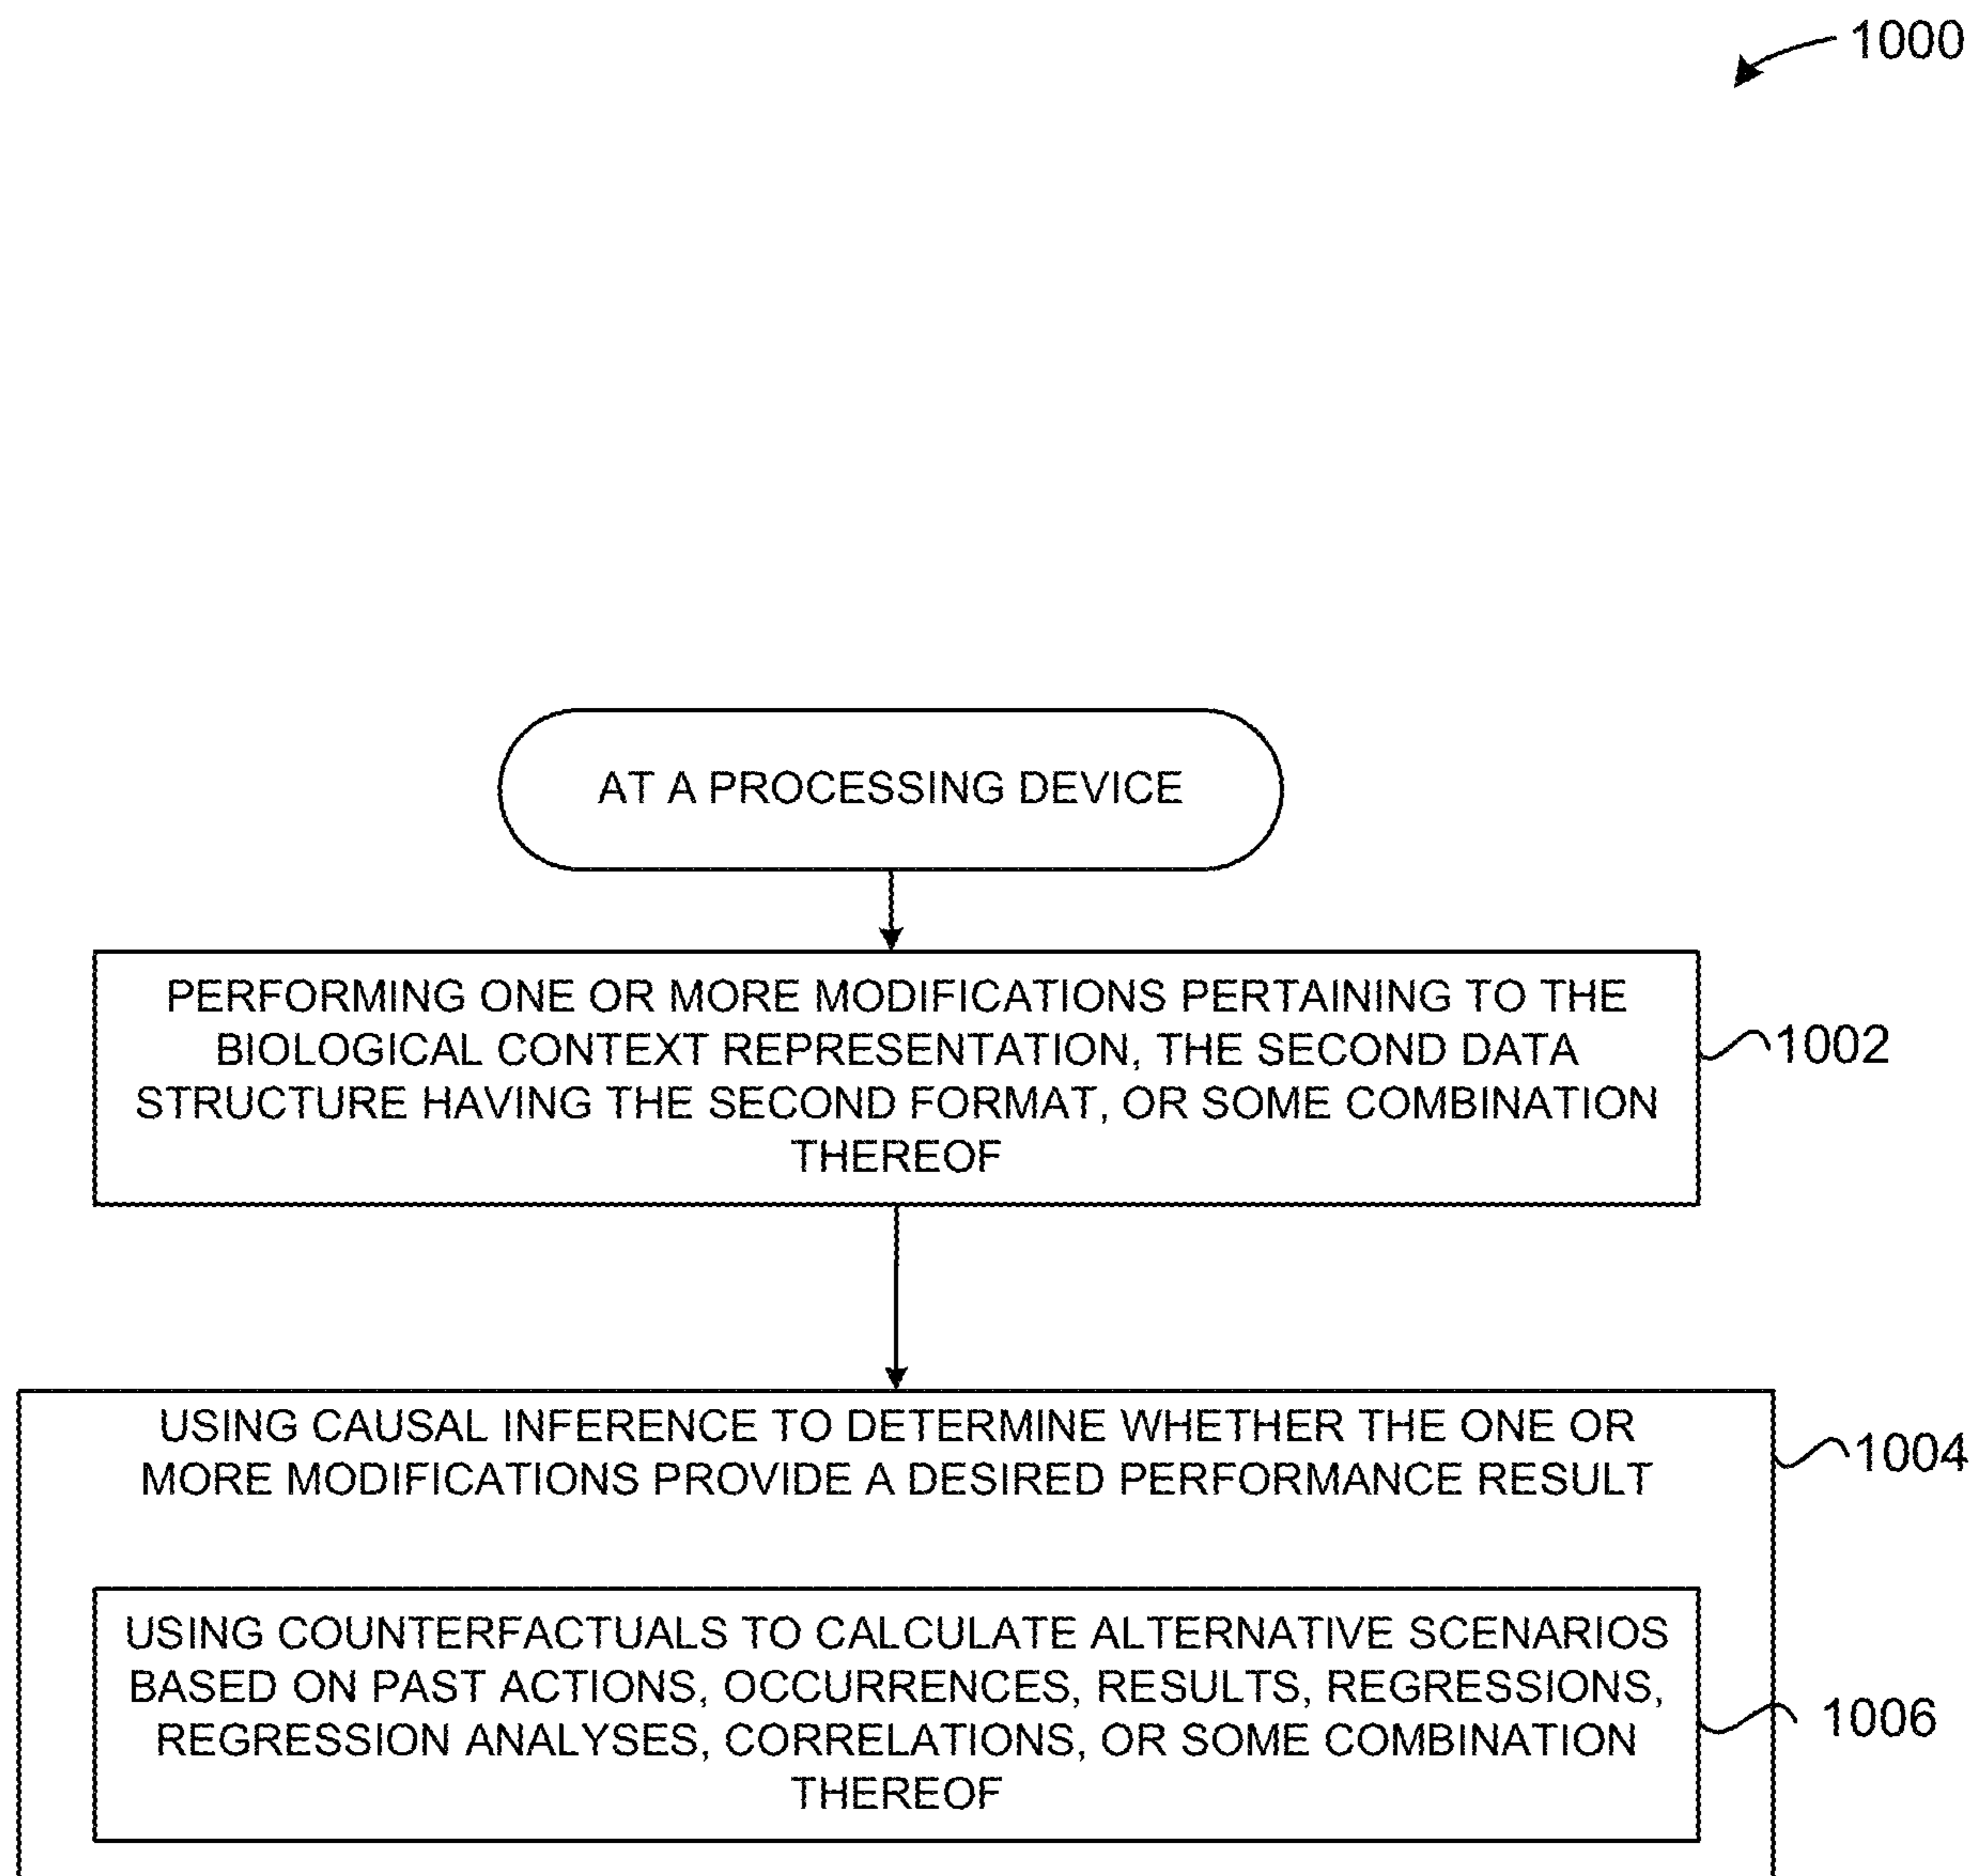 1000
AT A PROCESSING DEVICE
PERFORMING ONE OR MORE MODIFICATIONS PERTAINING TO THE
BIOLOGICAL CONTEXT REPRESENTATION, THE SECOND DATA
STRUCTURE HAVING THE SECOND FORMAT, OR SOME COMBINATION
THEREOF
1002
USING CAUSAL INFERENCE TO DETERMINE WHETHER THE ONE OR
MORE MODIFICATIONS PROVIDE A DESIRED PERFORMANCE RESULT
1004
USING COUNTERFACTUALS TO CALCULATE ALTERNATIVE SCENARIOS
BASED ON PAST ACTIONS, OCCURRENCES, RESULTS, REGRESSIONS,
REGRESSION ANALYSES, CORRELATIONS, OR SOME COMBINATION
THEREOF
1006